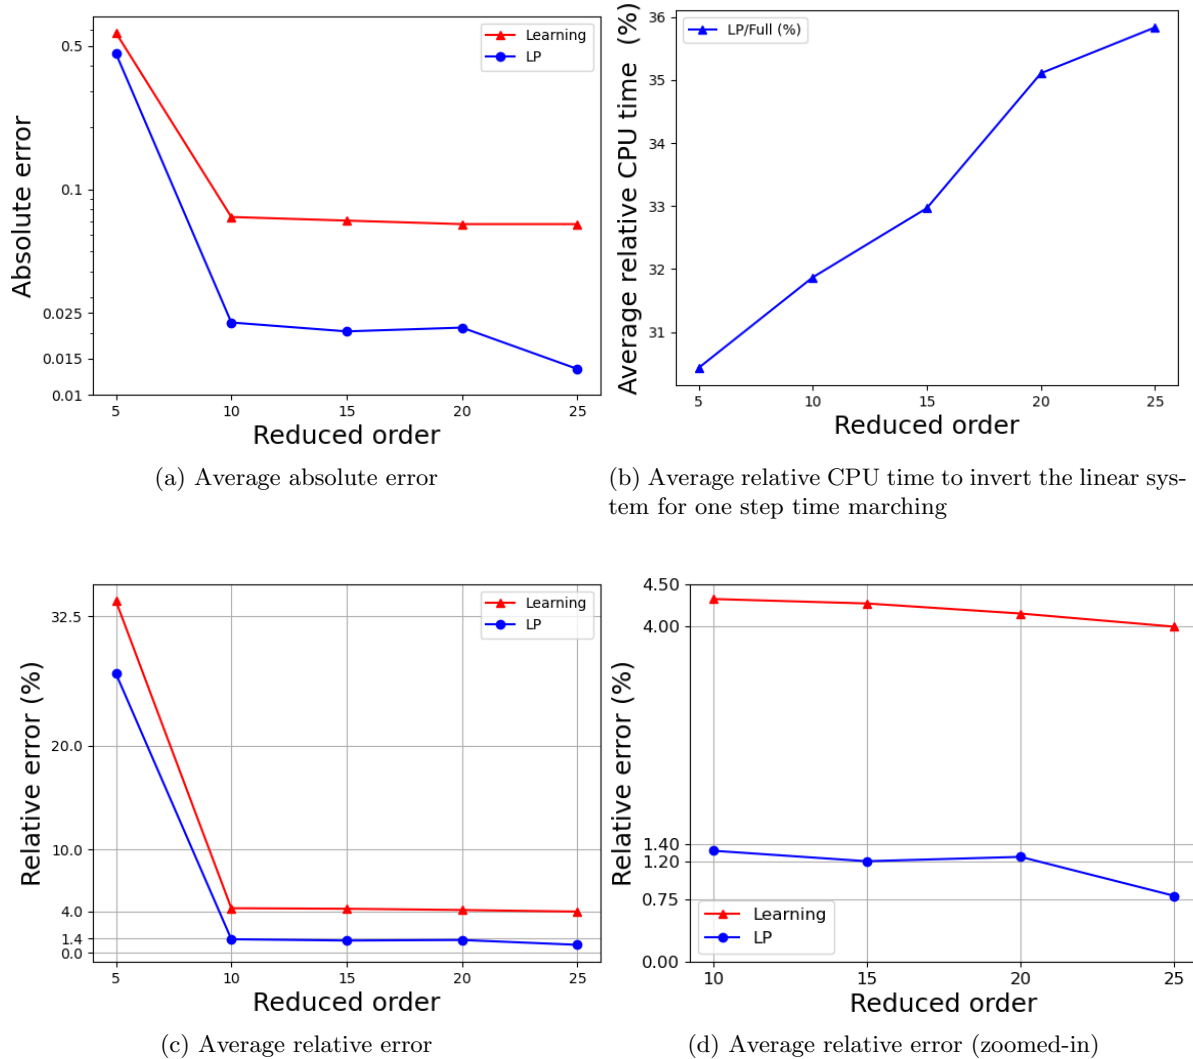 0.5
0.1
0.025
0.015
0.01
Absolute error
Learning
LP
5
10
15
20
25
Reduced order
(a) Average absolute error
36
35
34
33
32
31
Average relative CPU time (%)
LP/Full (%)
5
10
15
20
25
Reduced order
(b) Average relative CPU time to invert the linear sys-
tem for one step time marching
32.5
20.0
10.0
4.0
1.4
0.0
Relative error (%)
Learning
LP
5
10
15
20
25
Reduced order
(c) Average relative error
4.50
4.00
1.40
1.20
0.75
0.00
Relative error (%)
Learning
LP
10
15
20
25
Reduced order
(d) Average relative error (zoomed-in)